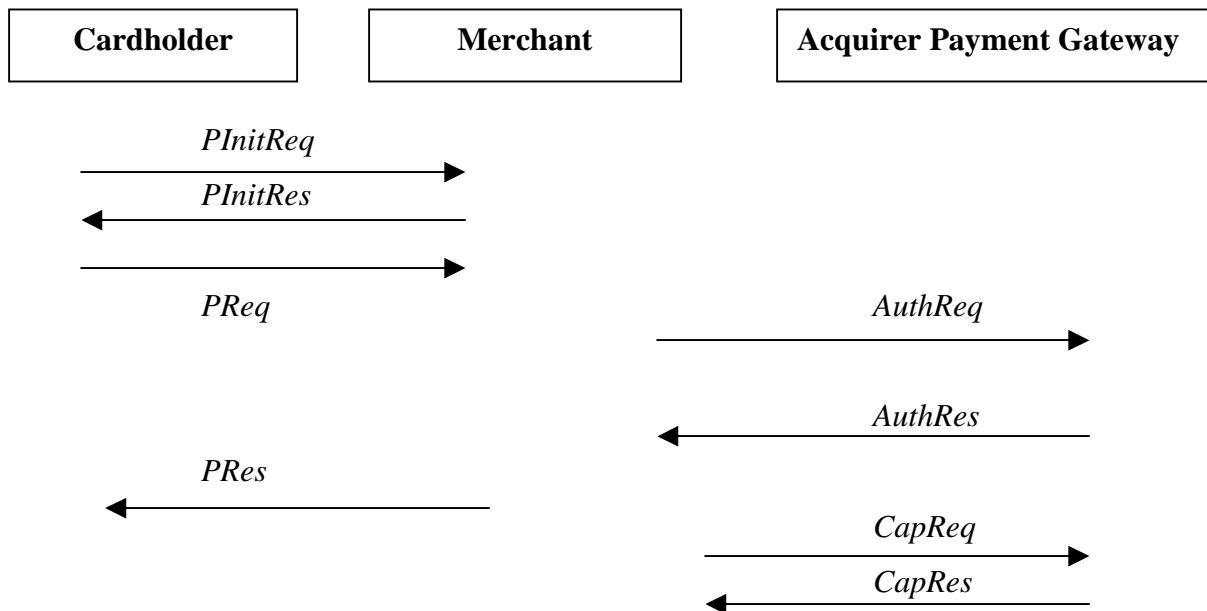 Cardholder Merchant Acquirer Payment Gateway
PInitReq
PInitRes
PReq AuthReq
AuthRes
PRes
CapReq
CapRes